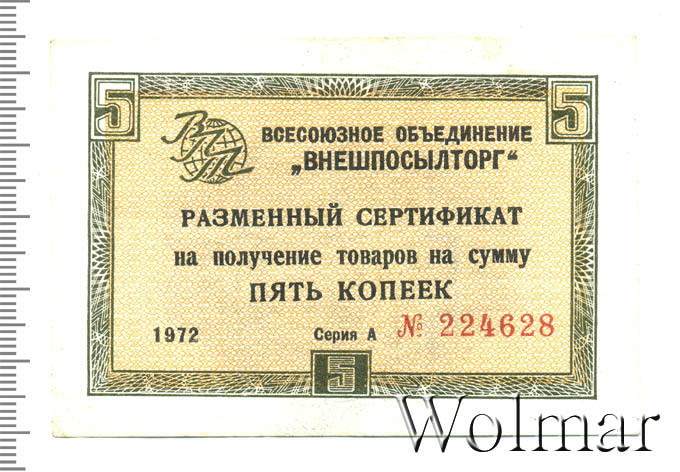 5 5
ВПТ
ВСЕСОЮЗНОЕ ОБЪЕДИНЕНИЕ
„ВНЕШПОСЫЛТОРГ“
РАЗМЕННЫЙ СЕРТИФИКАТ
на получение товаров на сумму
ПЯТЬ КОПЕЕК
1972 Серия А № 224628
5
Wolmar